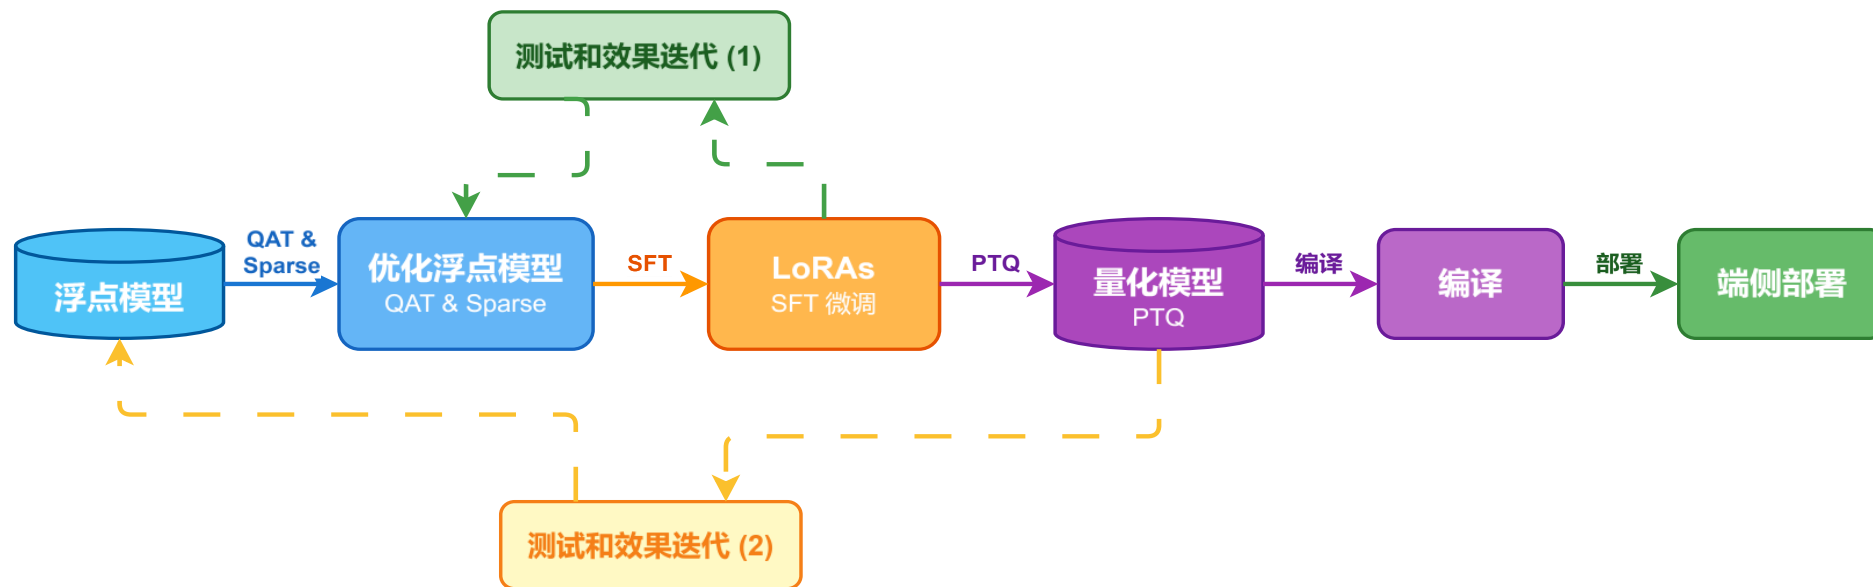 测试和效果迭代 (1)
QAT &
Sparse
SFT
PTQ
编译
部署
浮点模型
优化浮点模型
QAT & Sparse
LoRAs
SFT 微调
量化模型
PTQ
编译
端侧部署
测试和效果迭代 (2)